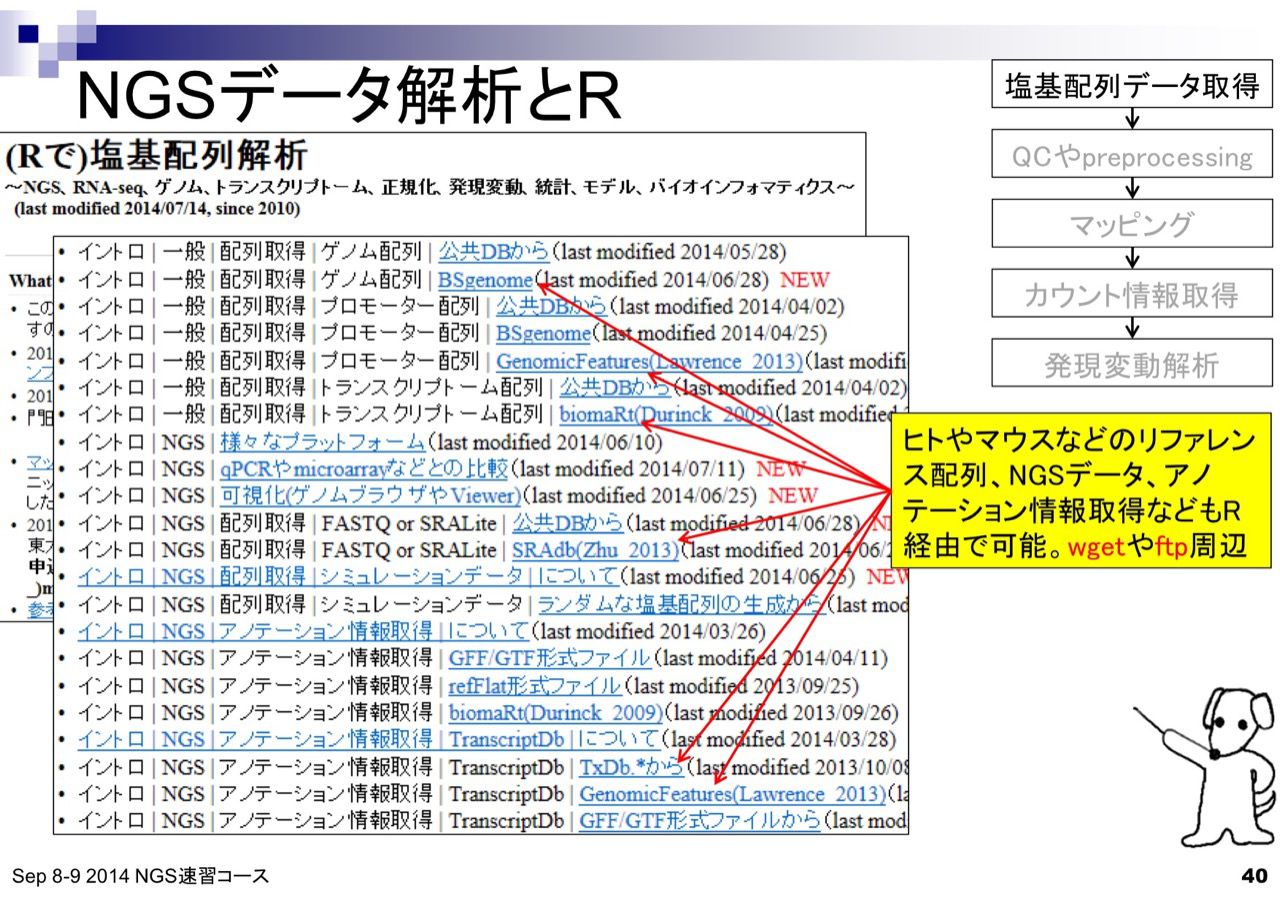 NGSデータ解析とR
(Rで)塩基配列解析
~NGS、RNA-seq、ゲノム、トランスクリプトーム、正規化、発現変動、統計、モデル、バイオインフォマティクス~
(last modified 2014/07/14, since 2010)
What
• この
すの
• 201
ンフ
• 201
• 門田
• マッ
ニッ
した
• 201
東大
申込
_)m
• 参考
• イントロ | 一般 | 配列取得 | ゲノム配列 | 公共DBから (last modified 2014/05/28)
• イントロ | 一般 | 配列取得 | ゲノム配列 | BSgenome (last modified 2014/06/28) NEW
• イントロ | 一般 | 配列取得 | プロモーター配列 | 公共DBから (last modified 2014/04/02)
• イントロ | 一般 | 配列取得 | プロモーター配列 | BSgenome (last modified 2014/04/25)
• イントロ | 一般 | 配列取得 | プロモーター配列 | GenomicFeatures(Lawrence_2013) (last modifi
• イントロ | 一般 | 配列取得 | トランスクリプトーム配列 | 公共DBから (last modified 2014/04/02)
• イントロ | 一般 | 配列取得 | トランスクリプトーム配列 | biomaRt(Durinck_2009) (last modified 2
• イントロ | NGS | 様々なプラットフォーム (last modified 2014/06/10)
• イントロ | NGS | qPCRやmicroarrayなどとの比較 (last modified 2014/07/11) NEW
• イントロ | NGS | 可視化(ゲノムブラウザやViewer) (last modified 2014/06/25) NEW
• イントロ | NGS | 配列取得 | FASTQ or SRALite | 公共DBから (last modified 2014/06/28) N
• イントロ | NGS | 配列取得 | FASTQ or SRALite | SRAdb(Zhu_2013) (last modified 2014/06/2
• イントロ | NGS | 配列取得 | シミュレーションデータ | について (last modified 2014/06/25) NEW
• イントロ | NGS | 配列取得 | シミュレーションデータ | ランダムな塩基配列の生成から (last mod
• イントロ | NGS | アノテーション情報取得 | について (last modified 2014/03/26)
• イントロ | NGS | アノテーション情報取得 | GFF/GTF形式ファイル (last modified 2014/04/11)
• イントロ | NGS | アノテーション情報取得 | refFlat形式ファイル (last modified 2013/09/25)
• イントロ | NGS | アノテーション情報取得 | biomaRt(Durinck_2009) (last modified 2013/09/26)
• イントロ | NGS | アノテーション情報取得 | TranscriptDb | について (last modified 2014/03/28)
• イントロ | NGS | アノテーション情報取得 | TranscriptDb | TxDb.*から (last modified 2013/10/08
• イントロ | NGS | アノテーション情報取得 | TranscriptDb | GenomicFeatures(Lawrence_2013) (la
• イントロ | NGS | アノテーション情報取得 | TranscriptDb | GFF/GTF形式ファイルから (last mod
塩基配列データ取得
QCやpreprocessing
マッピング
カウント情報取得
発現変動解析
ヒトやマウスなどのリファレン
ス配列、NGSデータ、アノ
テーション情報取得などもR
経由で可能。wgetやftp周辺
Sep 8-9 2014 NGS速習コース
40